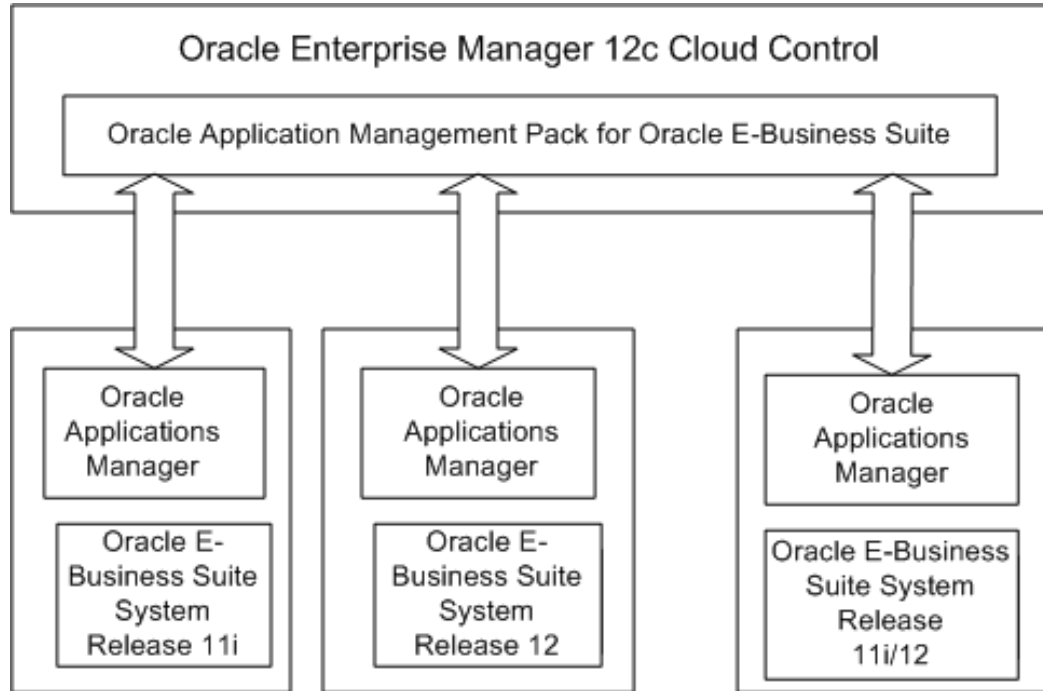 Oracle Enterprise Manager 12c Cloud Control
Oracle Application Management Pack for Oracle E-Business Suite
Oracle
Applications
Manager
Oracle E-
Business Suite
System
Release 11i
Oracle
Applications
Manager
Oracle E-
Business Suite
System
Release 12
Oracle
Applications
Manager
Oracle E-Business
Suite System
Release
11i/12